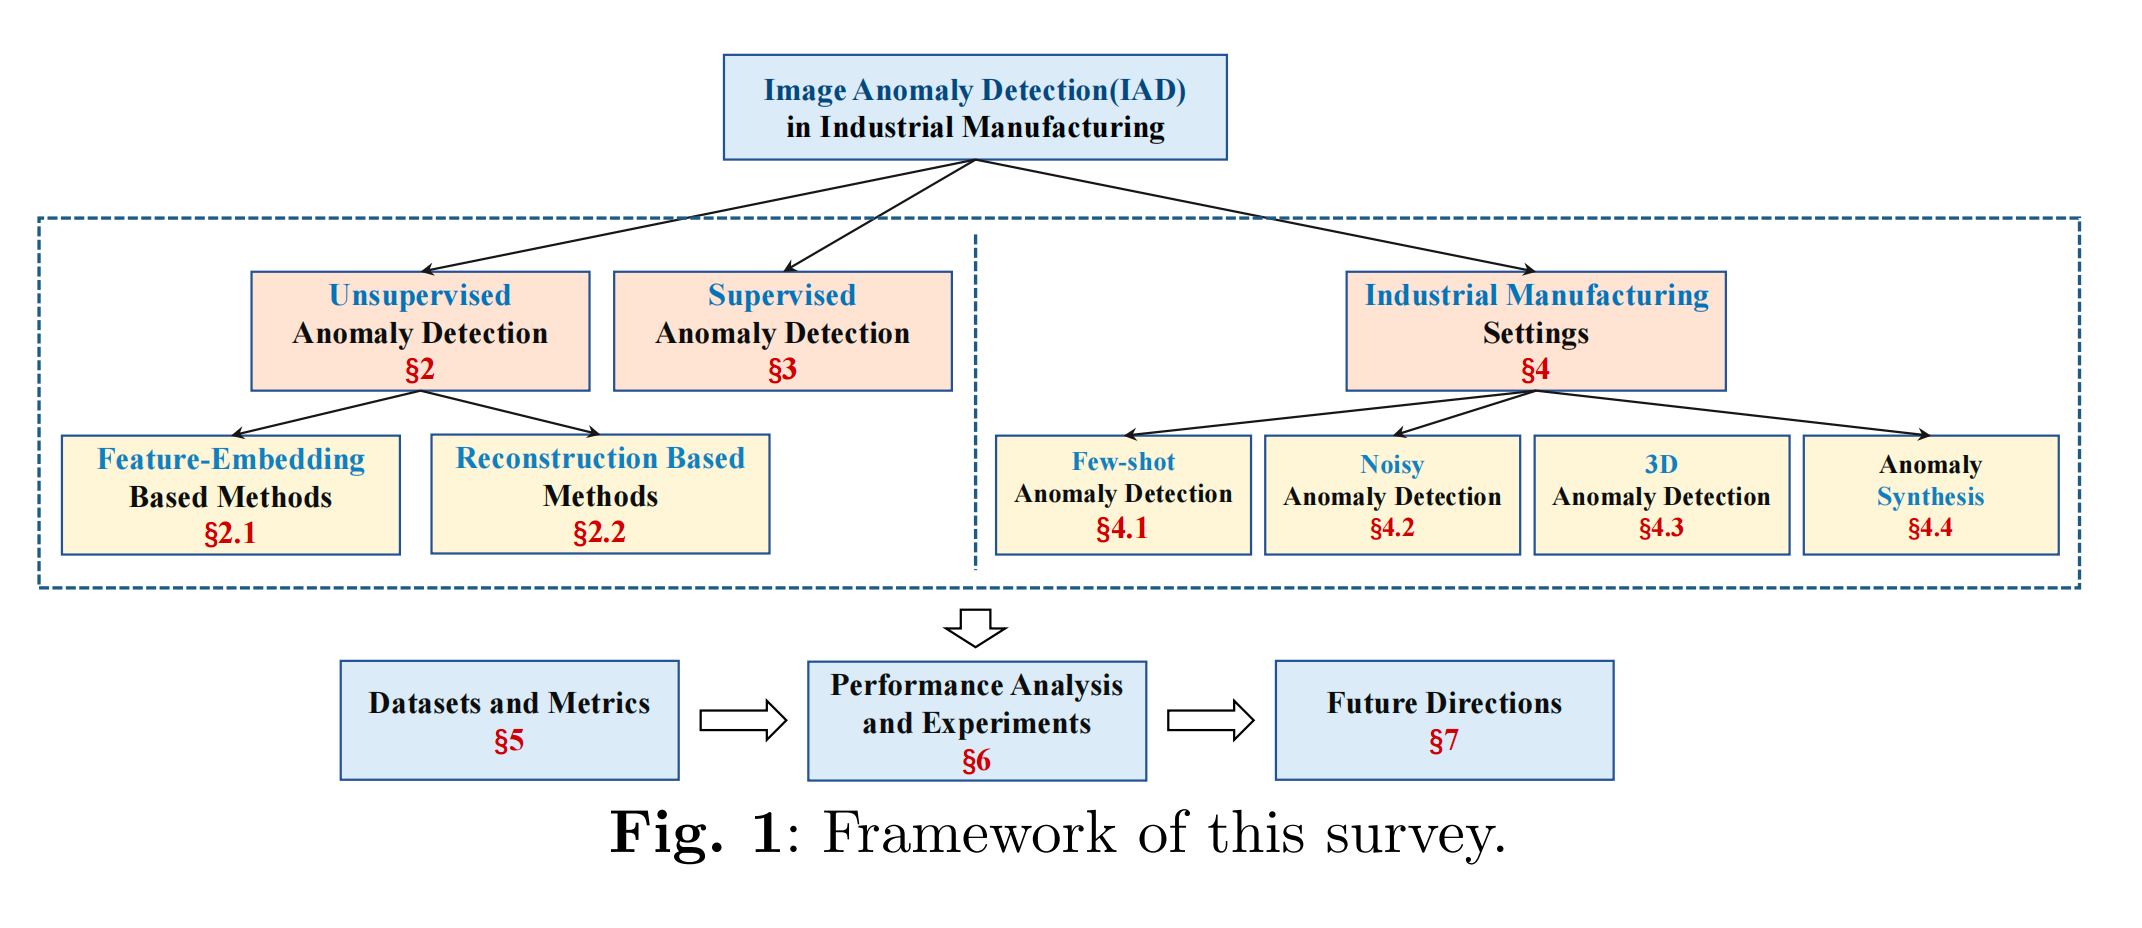 Image Anomaly Detection(IAD)
in Industrial Manufacturing
Unsupervised
Anomaly Detection
§2
Supervised
Anomaly Detection
§3
Industrial Manufacturing
Settings
§4
Feature-Embedding
Based Methods
§2.1
Reconstruction Based
Methods
§2.2
Few-shot
Anomaly Detection
§4.1
Noisy
Anomaly Detection
§4.2
3D
Anomaly Detection
§4.3
Anomaly
Synthesis
§4.4
Datasets and Metrics
§5
Performance Analysis
and Experiments
§6
Future Directions
§7
Fig. 1: Framework of this survey.